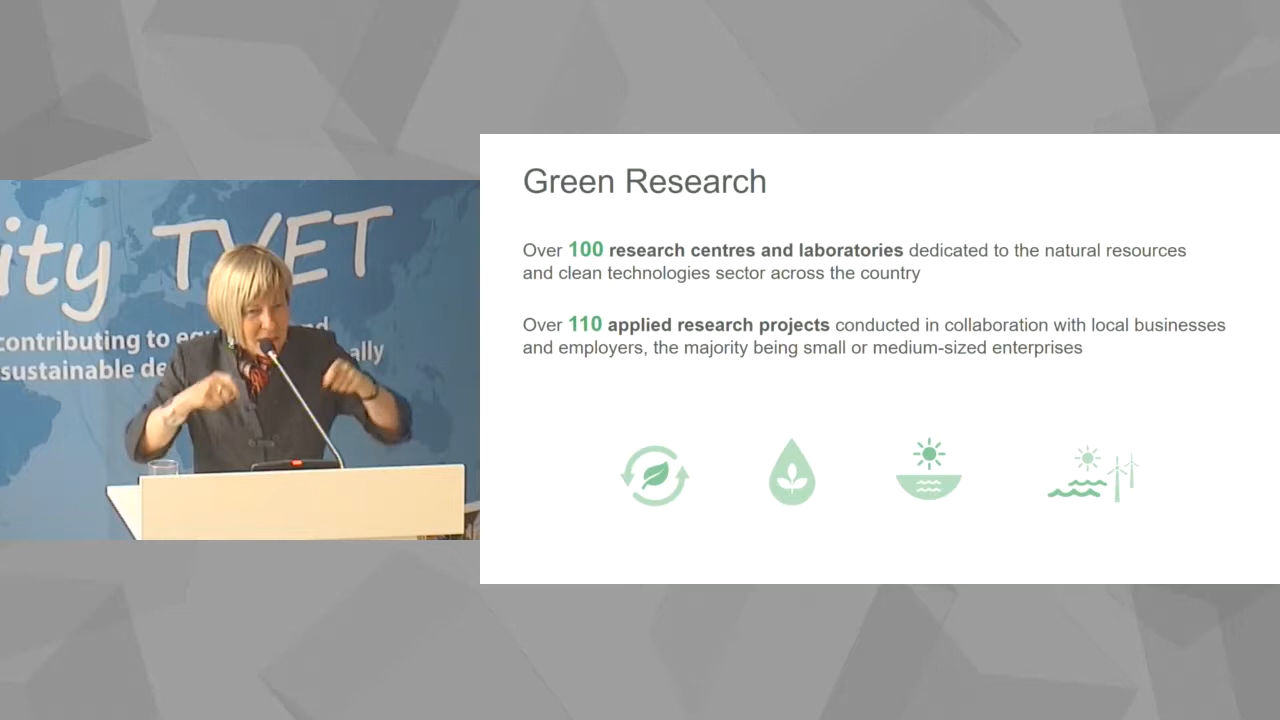 ity TVET
contributing to
ally
sustainable de
Green Research
Over 100 research centres and laboratories dedicated to the natural resources
and clean technologies sector across the country
Over 110 applied research projects conducted in collaboration with local businesses
and employers, the majority being small or medium-sized enterprises